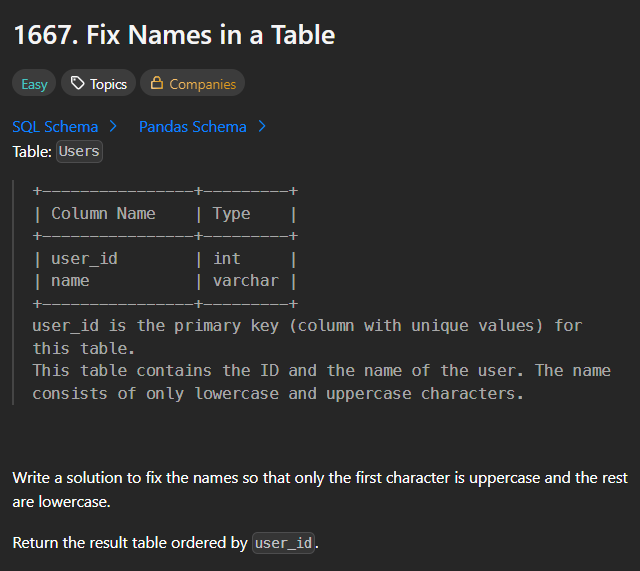 1667. Fix Names in a Table
Easy Topics Companies
SQL Schema > Pandas Schema >
Table: Users
+----------------+---------+
| Column Name    | Type    |
+----------------+---------+
| user_id        | int     |
| name           | varchar |
+----------------+---------+
user_id is the primary key (column with unique values) for
this table.
This table contains the ID and the name of the user. The name
consists of only lowercase and uppercase characters.
Write a solution to fix the names so that only the first character is uppercase and the rest
are lowercase.
Return the result table ordered by user_id.